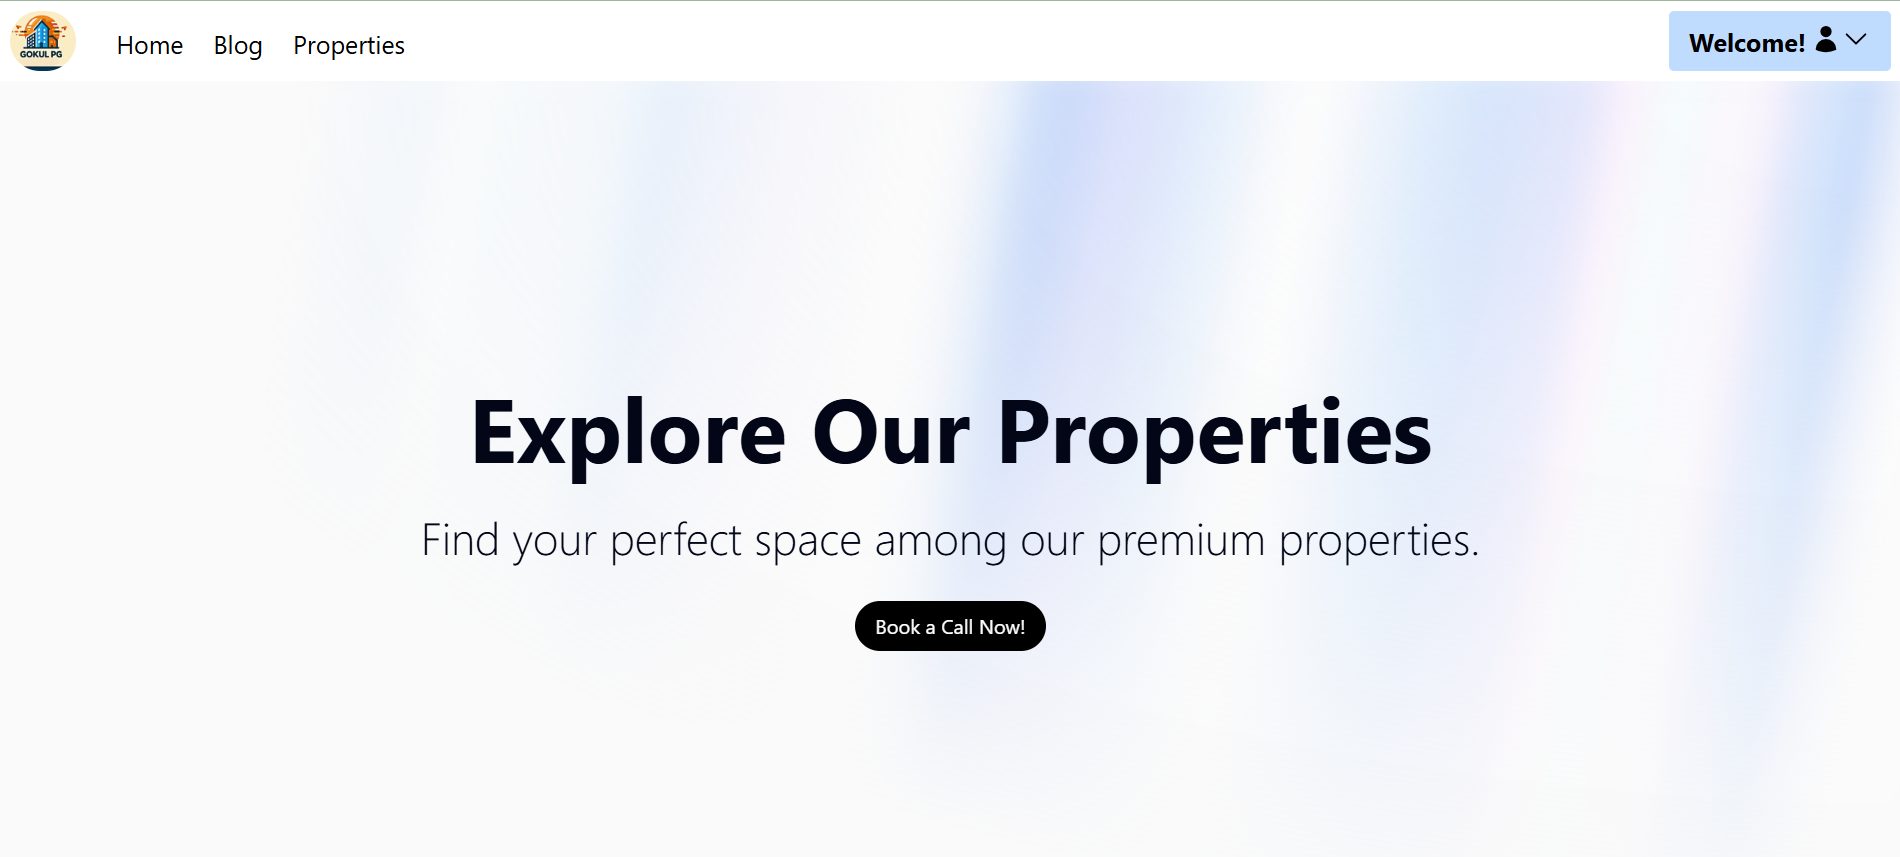 GOKUL PG
Home Blog Properties
Welcome!
Explore Our Properties
Find your perfect space among our premium properties.
Book a Call Now!